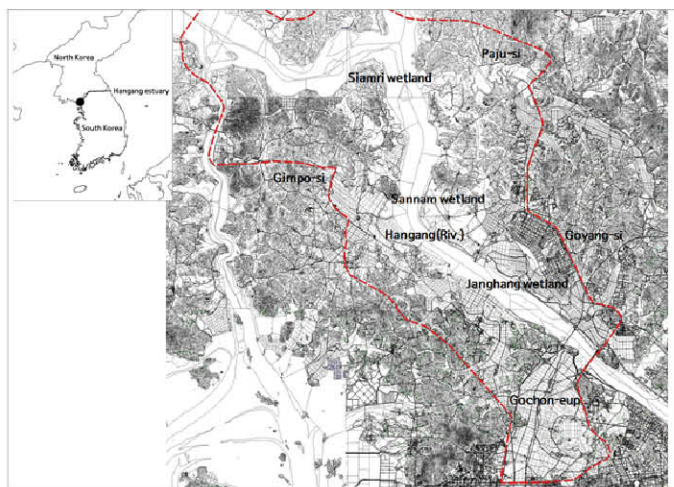 North Korea
Hangang estuary
South Korea
Paju-si
Siamri wetland
Gimpo-si
Sannam wetland
Hangang(Riv.)
Goyang-si
Janghang wetland
Gochon-eup